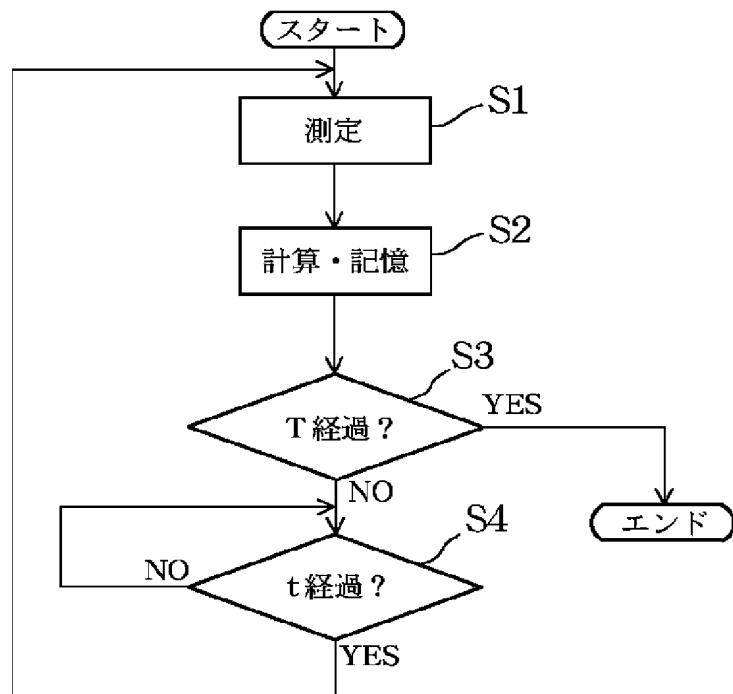 スタート
測定
S1
計算・記憶
S2
T経過?
S3
YES
NO
エンド
t経過?
S4
NO
YES